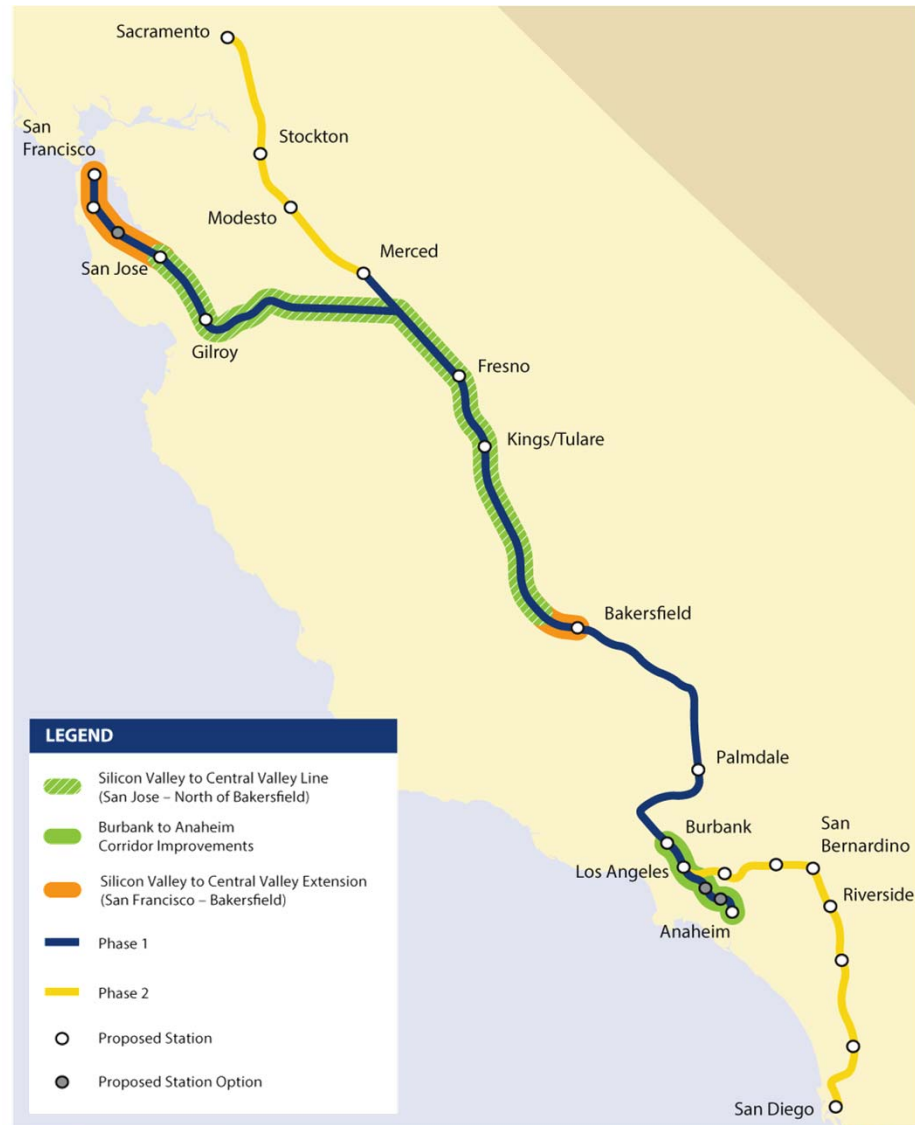 Sacramento
Stockton
San
Francisco
Modesto
Merced
San Jose
Gilroy
Fresno
Kings/Tulare
Bakersfield
Palmdale
Burbank
San
Bernardino
Los Angeles
Riverside
Anaheim
San Diego
LEGEND
Silicon Valley to Central Valley Line
(San Jose – North of Bakersfield)
Burbank to Anaheim
Corridor Improvements
Silicon Valley to Central Valley Extension
(San Francisco – Bakersfield)
Phase 1
Phase 2
Proposed Station
Proposed Station Option